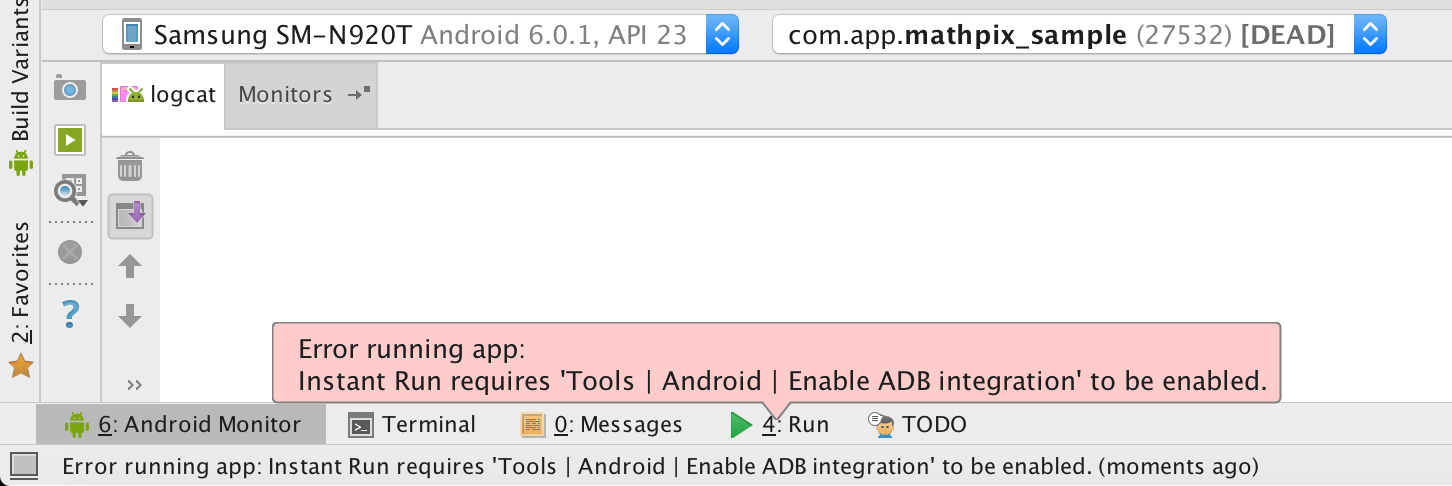 Build Variants
2: Favorites
Samsung SM-N920T Android 6.0.1, API 23
com.app.mathpix_sample (27532) [DEAD]
logcat
Monitors
Error running app:
Instant Run requires 'Tools | Android | Enable ADB integration' to be enabled.
6: Android Monitor
Terminal
0: Messages
4: Run
TODO
Error running app: Instant Run requires 'Tools | Android | Enable ADB integration' to be enabled. (moments ago)